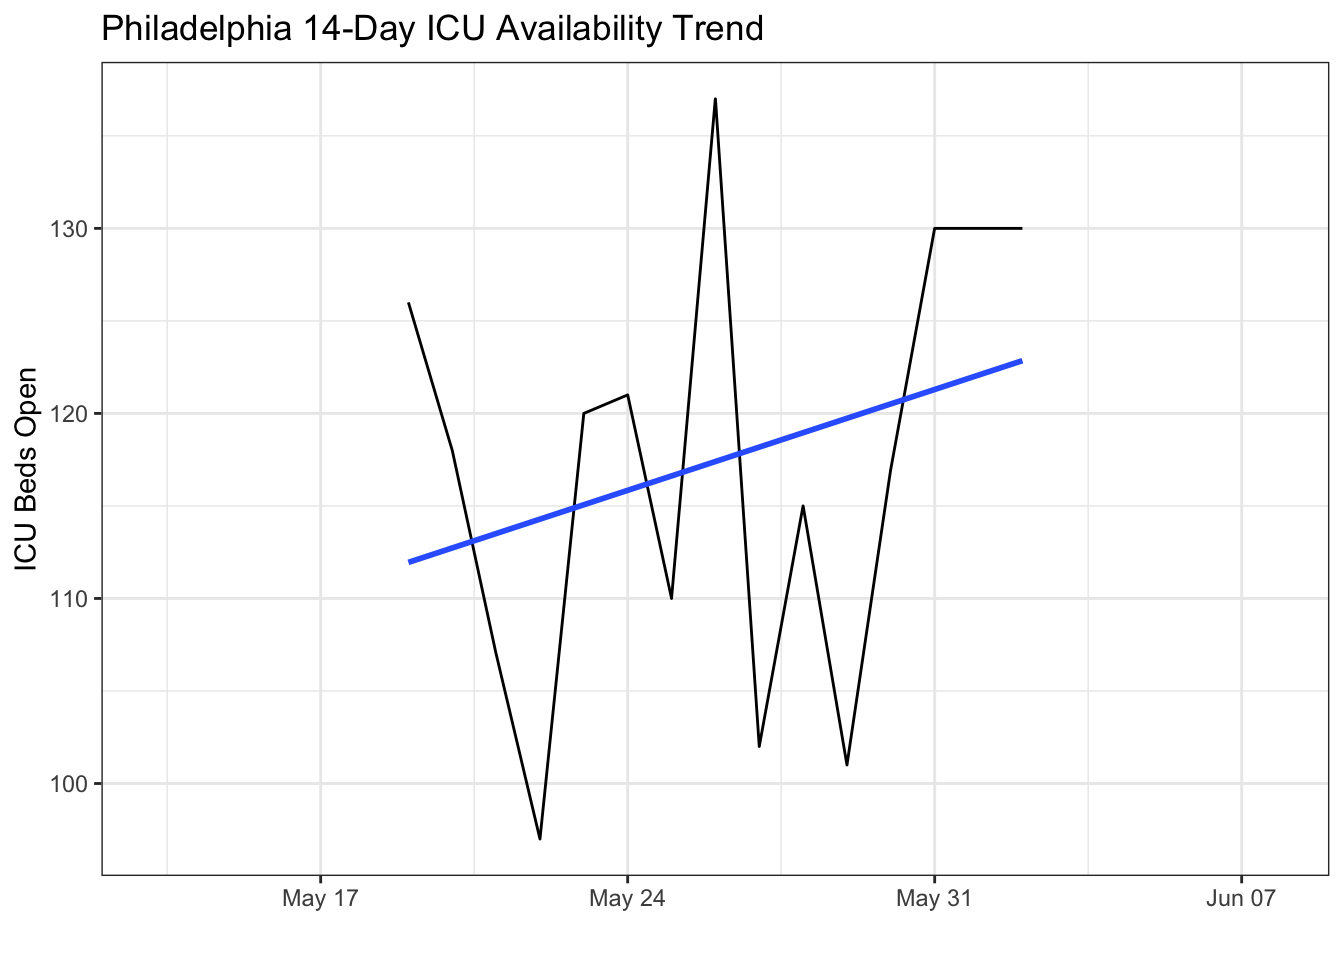 Philadelphia 14-Day ICU Availability Trend
ICU Beds Open
130
120
110
100
May 17
May 24
May 31
Jun 07